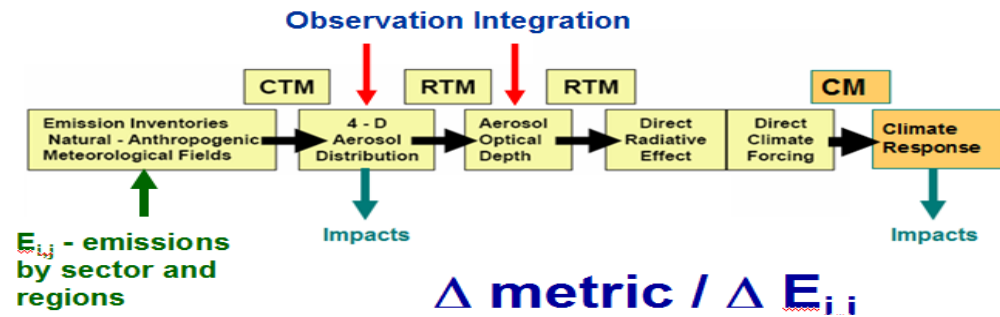 Observation Integration
CTM
RTM
RTM
CM
Emission Inventories
Natural - Anthropogenic
Meteorological Fields
4 - D
Aerosol
Distribution
Aerosol
Optical
Depth
Direct
Radiative
Effect
Direct
Climate
Forcing
Climate
Response
Impacts
Impacts
Ei,j - emissions
by sector and
regions
Δ metric / Δ Ei,j